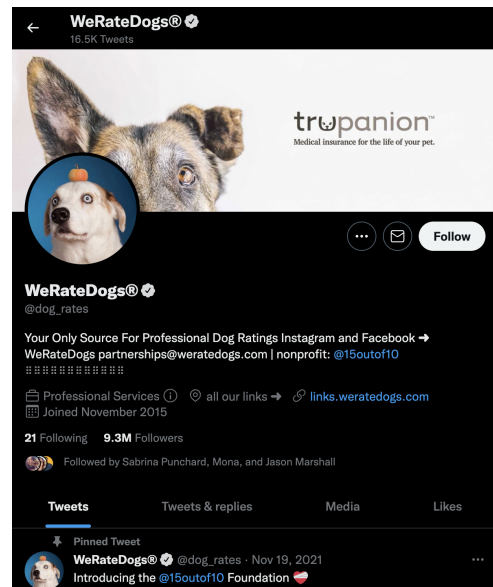 WeRateDogs®
16.5K Tweets
trupanion™
Medical insurance for the life of your pet.
Follow
WeRateDogs®
@dog_rates
Your Only Source For Professional Dog Ratings Instagram and Facebook ➜
WeRateDogs partnerships@weratedogs.com | nonprofit: @15outof10
⠿⠿⠿⠿⠿⠿⠿⠿⠿⠿⠿⠿
Professional Services all our links ➜ links.weratedogs.com
Joined November 2015
21 Following 9.3M Followers
Followed by Sabrina Punchard, Mona, and Jason Marshall
Tweets Tweets & replies Media Likes
Pinned Tweet
WeRateDogs® @dog_rates · Nov 19, 2021
Introducing the @15outof10 Foundation